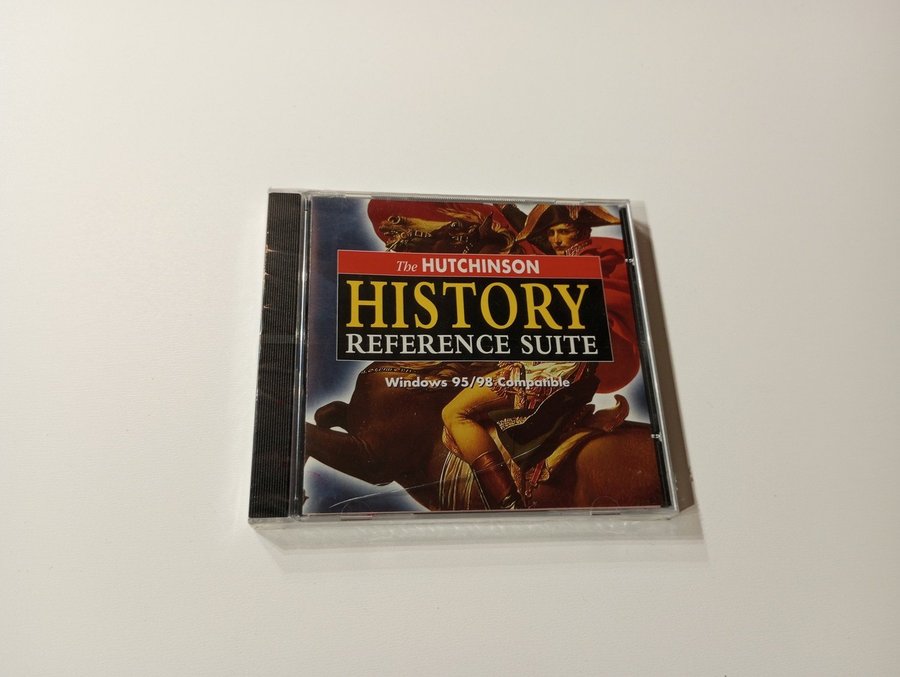 The HUTCHINSON
HISTORY
REFERENCE SUITE
Windows 95/98 Compatible